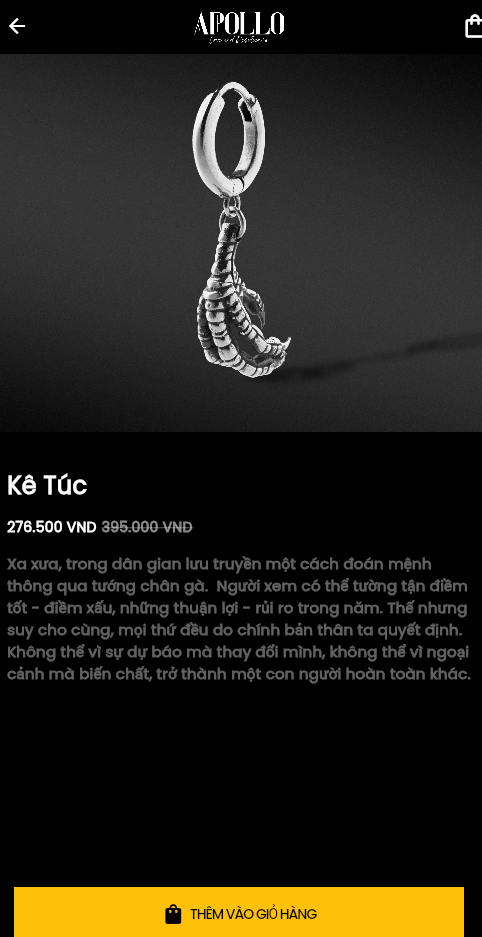 APOLLO
Kê Túc
276.500 VND 395.000 VND
Xa xưa, trong dân gian lưu truyền một cách đoán mệnh
thông qua tướng chân gà.  Người xem có thể tường tận điềm
tốt - điềm xấu, những thuận lợi - rủi ro trong năm. Thế nhưng
suy cho cùng, mọi thứ đều do chính bản thân ta quyết định.
Không thể vì sự dự báo mà thay đổi mình, không thể vì ngoại
cảnh mà biến chất, trở thành một con người hoàn toàn khác.
THÊM VÀO GIỎ HÀNG